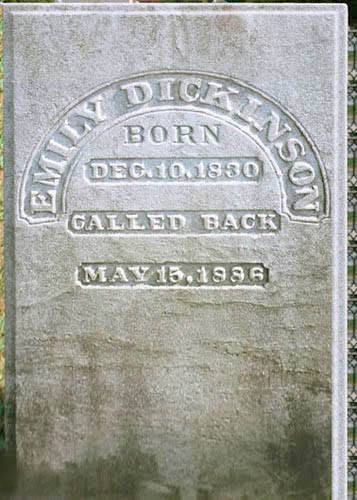 EMILY DICKINSON
BORN
DEC. 10. 1830
CALLED BACK
MAY 15, 1886